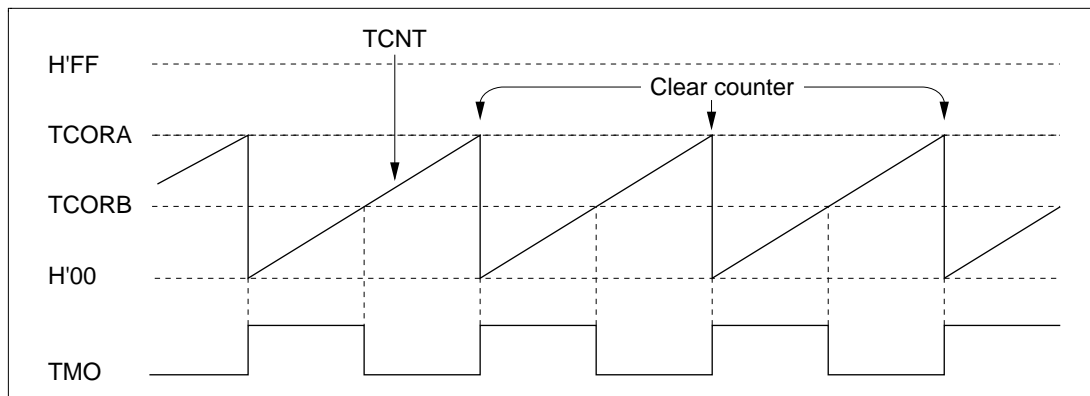 TCNT
H'FF
Clear counter
TCORA
TCORB
H'00
TMO